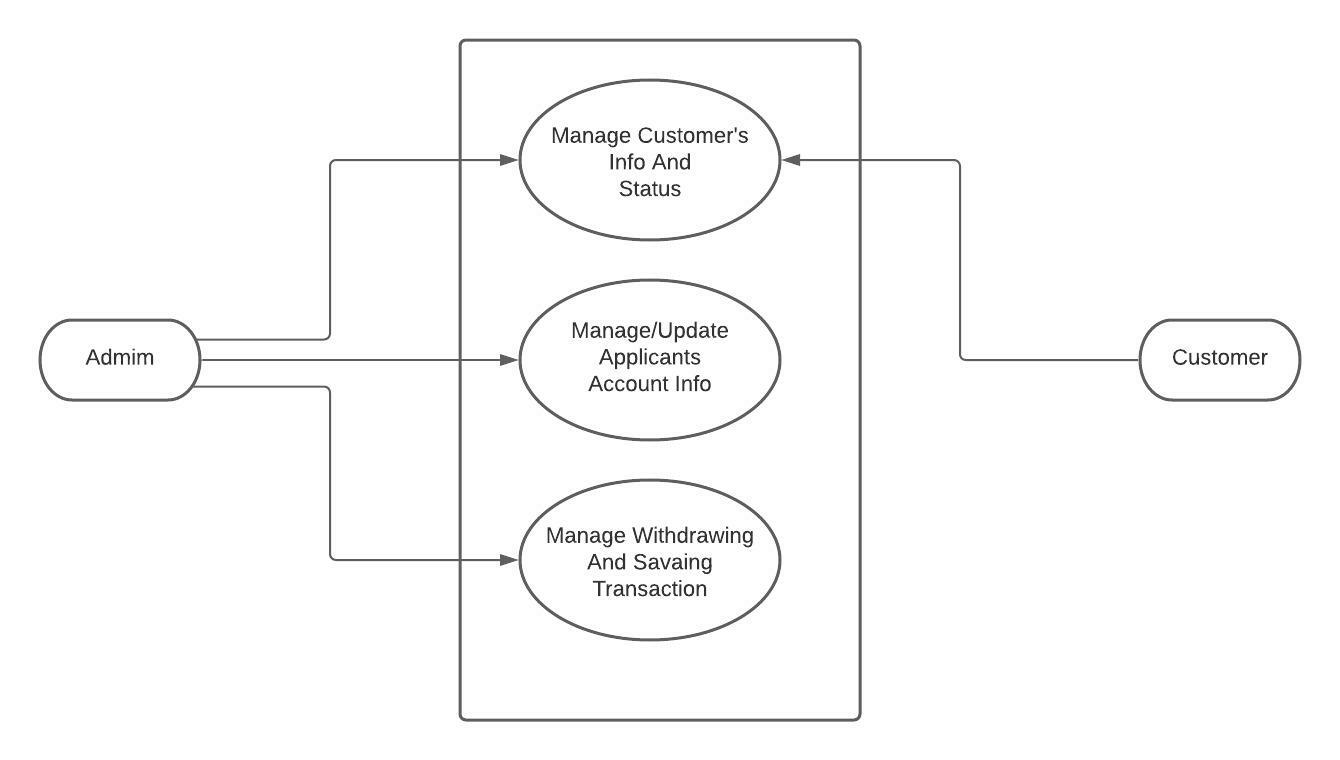 Manage Customer's
Info And
Status
Admim
Manage/Update
Applicants
Account Info
Customer
Manage Withdrawing
And Savaing
Transaction